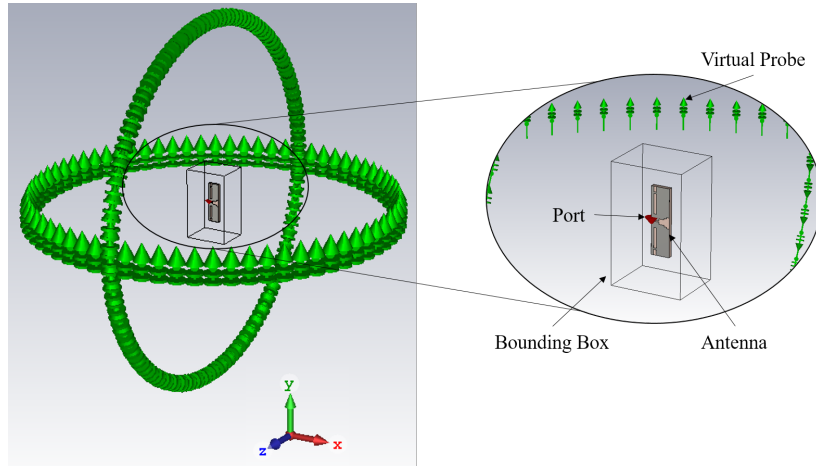 Virtual Probe
Port
Bounding Box
Antenna
y
z
x